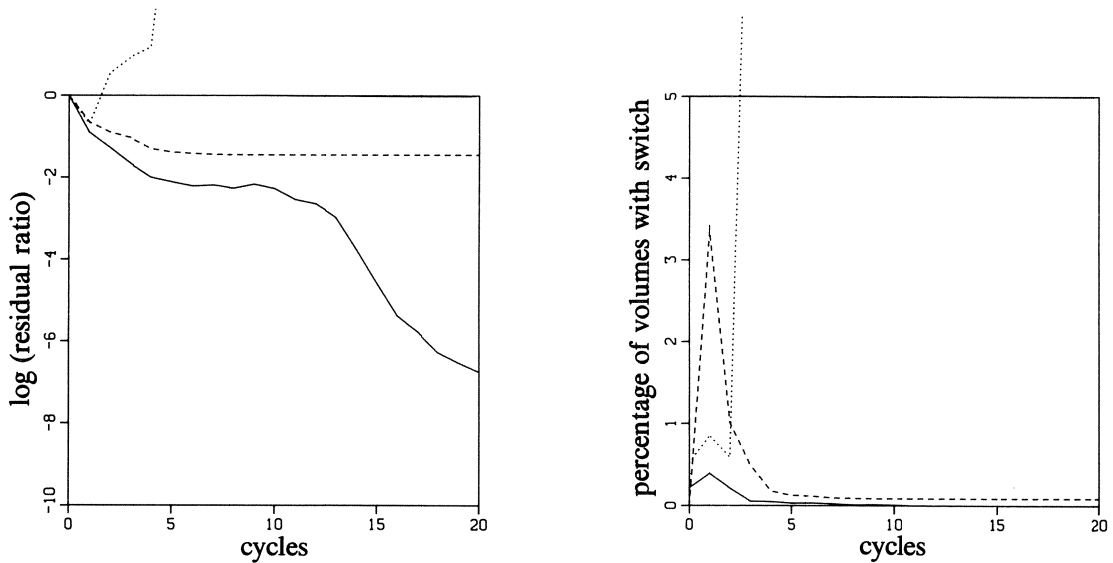 0
-2
-4
-6
-8
-10
log (residual ratio)
0 5 10 15 20
cycles
5
4
3
2
1
0
percentage of volumes with switch
0 5 10 15 20
cycles